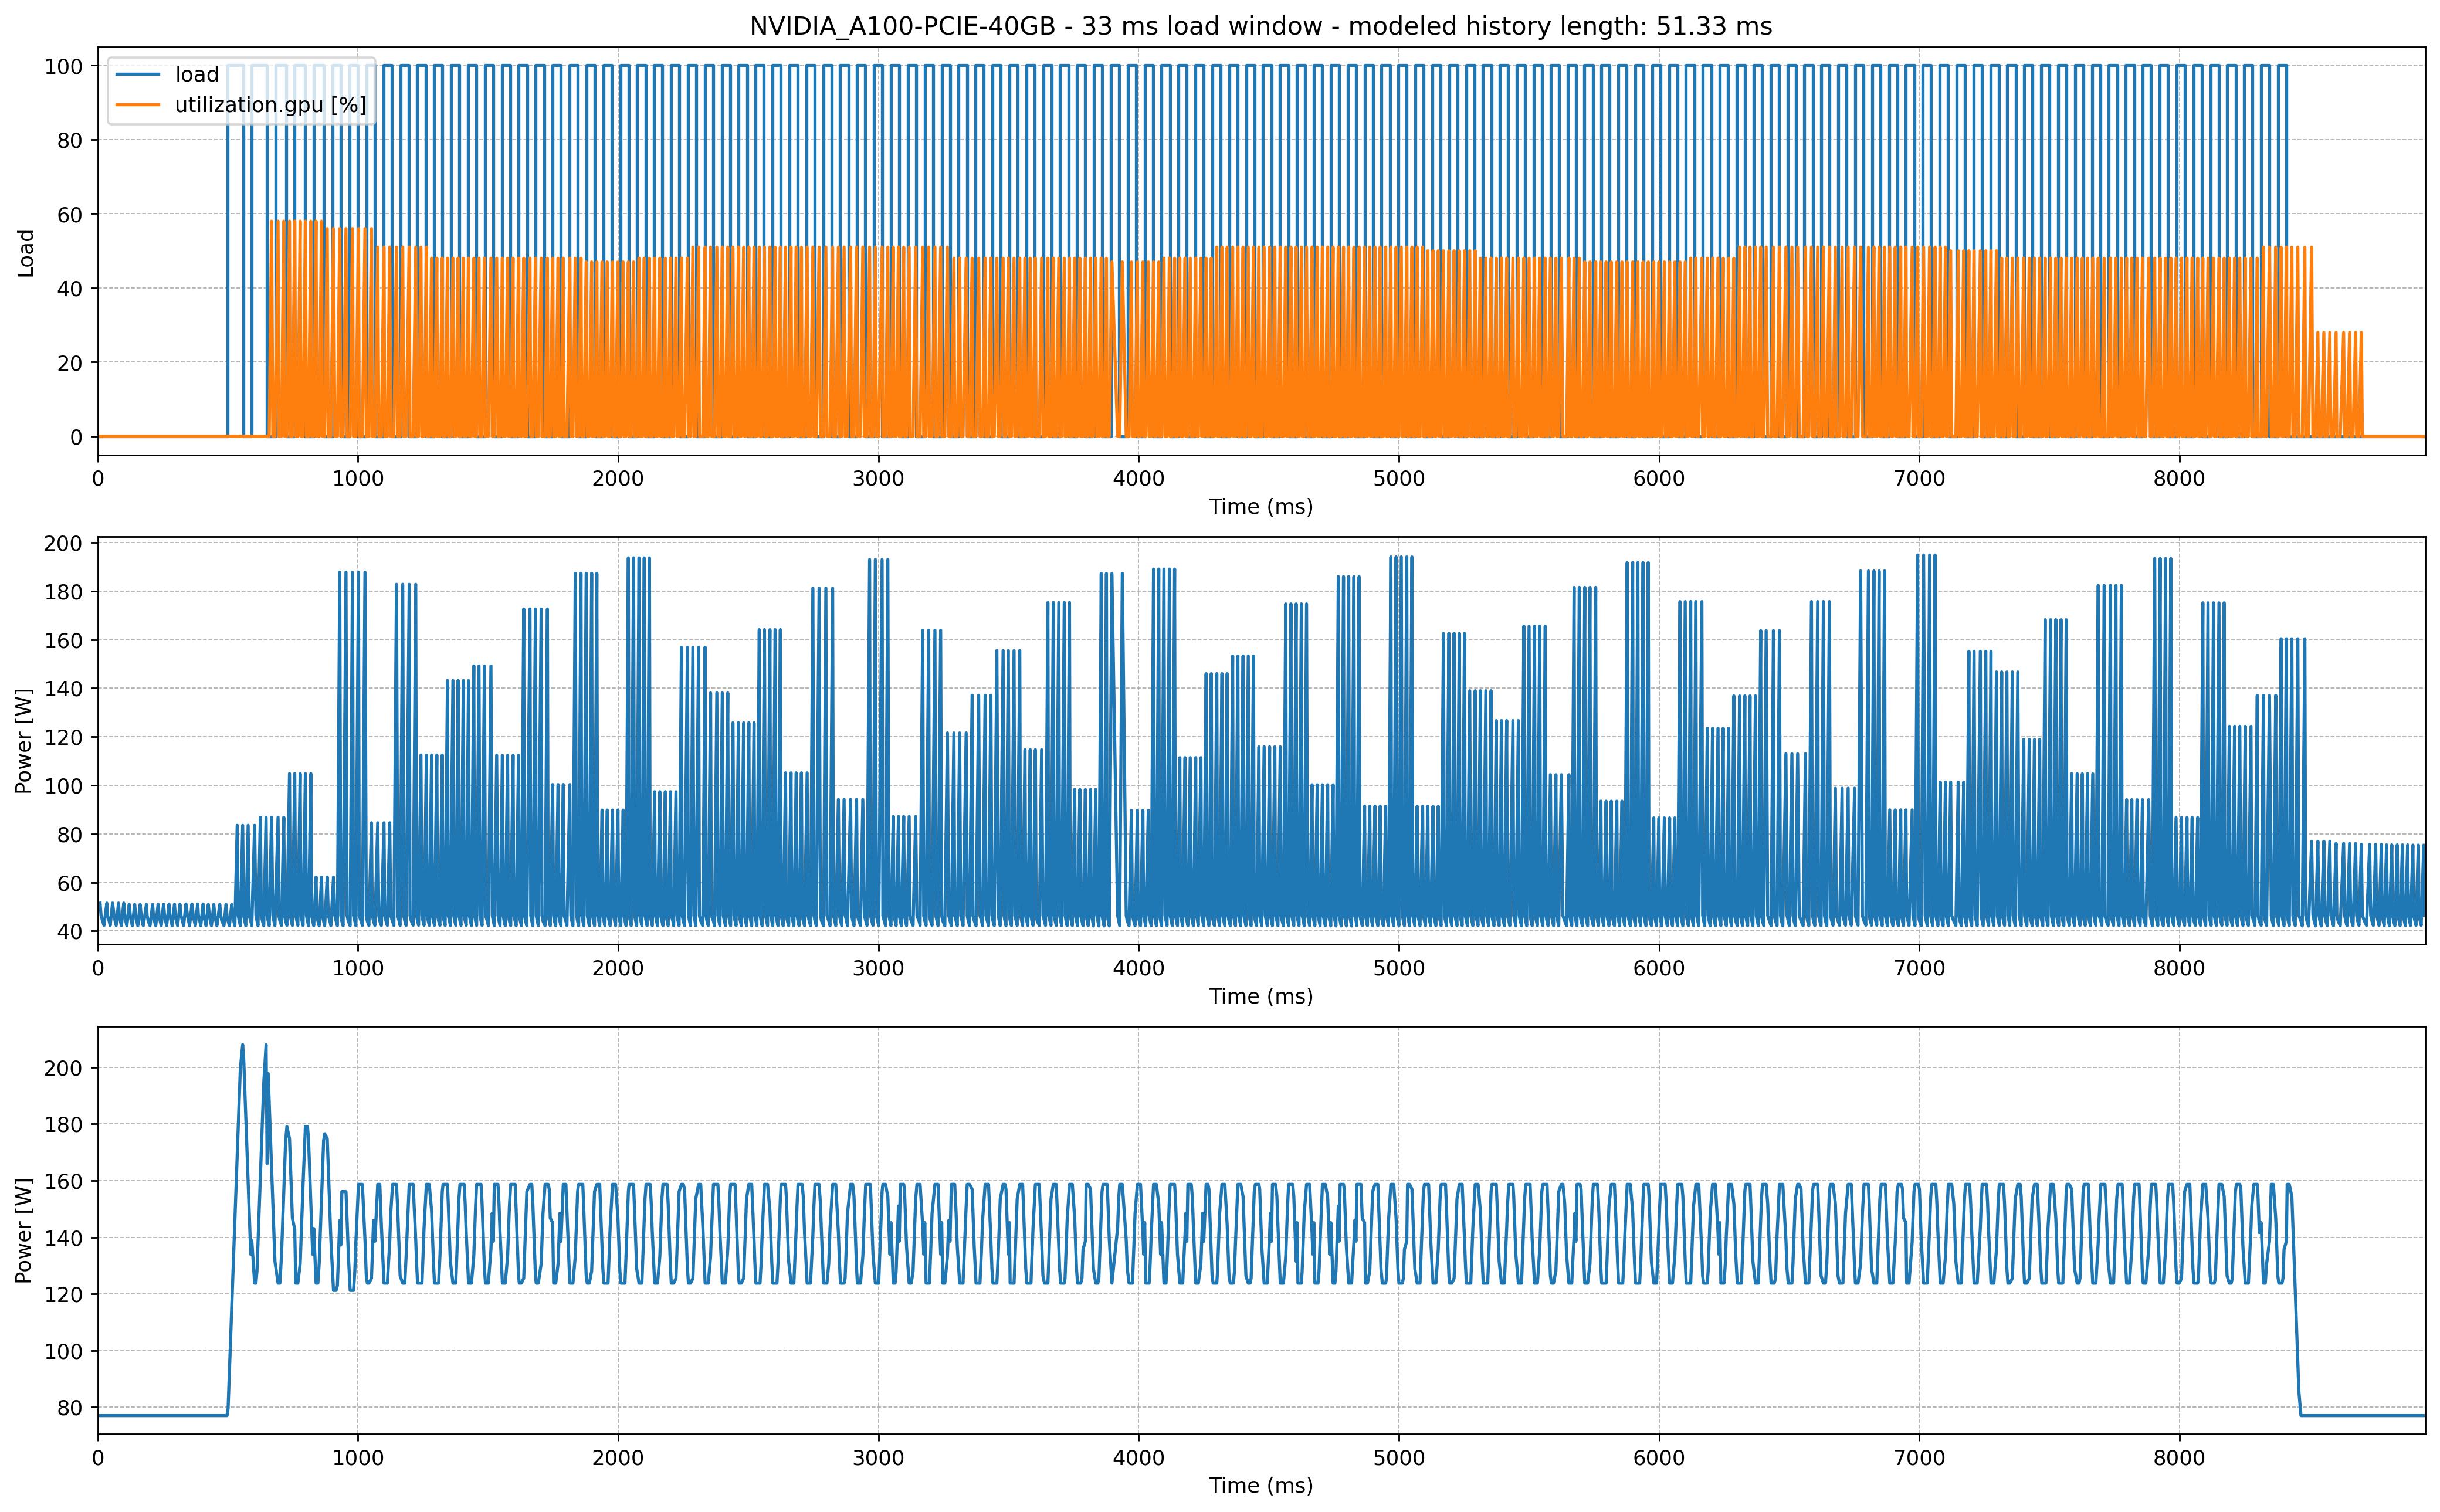 NVIDIA_A100-PCIE-40GB - 33 ms load window - modeled history length: 51.33 ms
load
utilization.gpu [%]
Load
100
80
60
40
20
0
0 1000 2000 3000 4000 5000 6000 7000 8000
Time (ms)
Power [W]
200
180
160
140
120
100
80
60
40
0 1000 2000 3000 4000 5000 6000 7000 8000
Time (ms)
Power [W]
200
180
160
140
120
100
80
0 1000 2000 3000 4000 5000 6000 7000 8000
Time (ms)